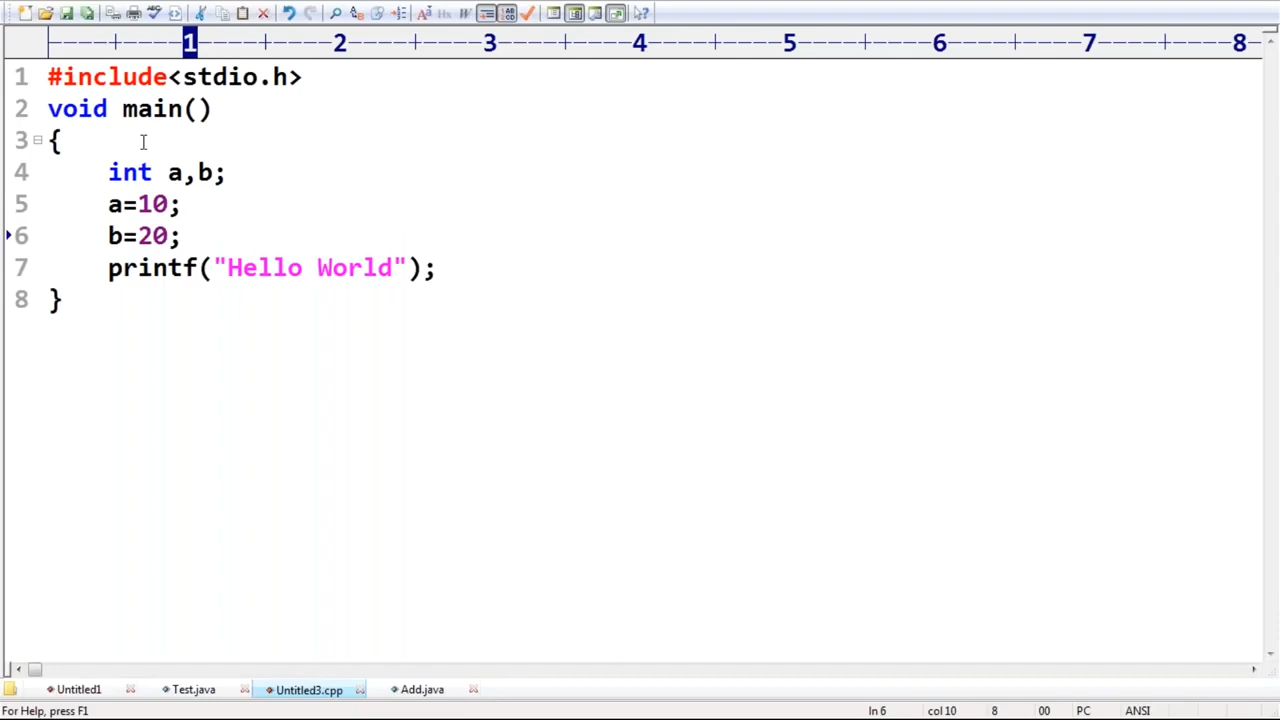 1 2 3 4 5 6 7 8
1 #include<stdio.h>
2 void main()
3 {
4 int a,b;
5 a=10;
6 b=20;
7 printf("Hello World");
8 }
Untitled1 Test.java Untitled3.cpp Add.java
For Help, press F1 ln 6 col 10 8 00 PC ANSI